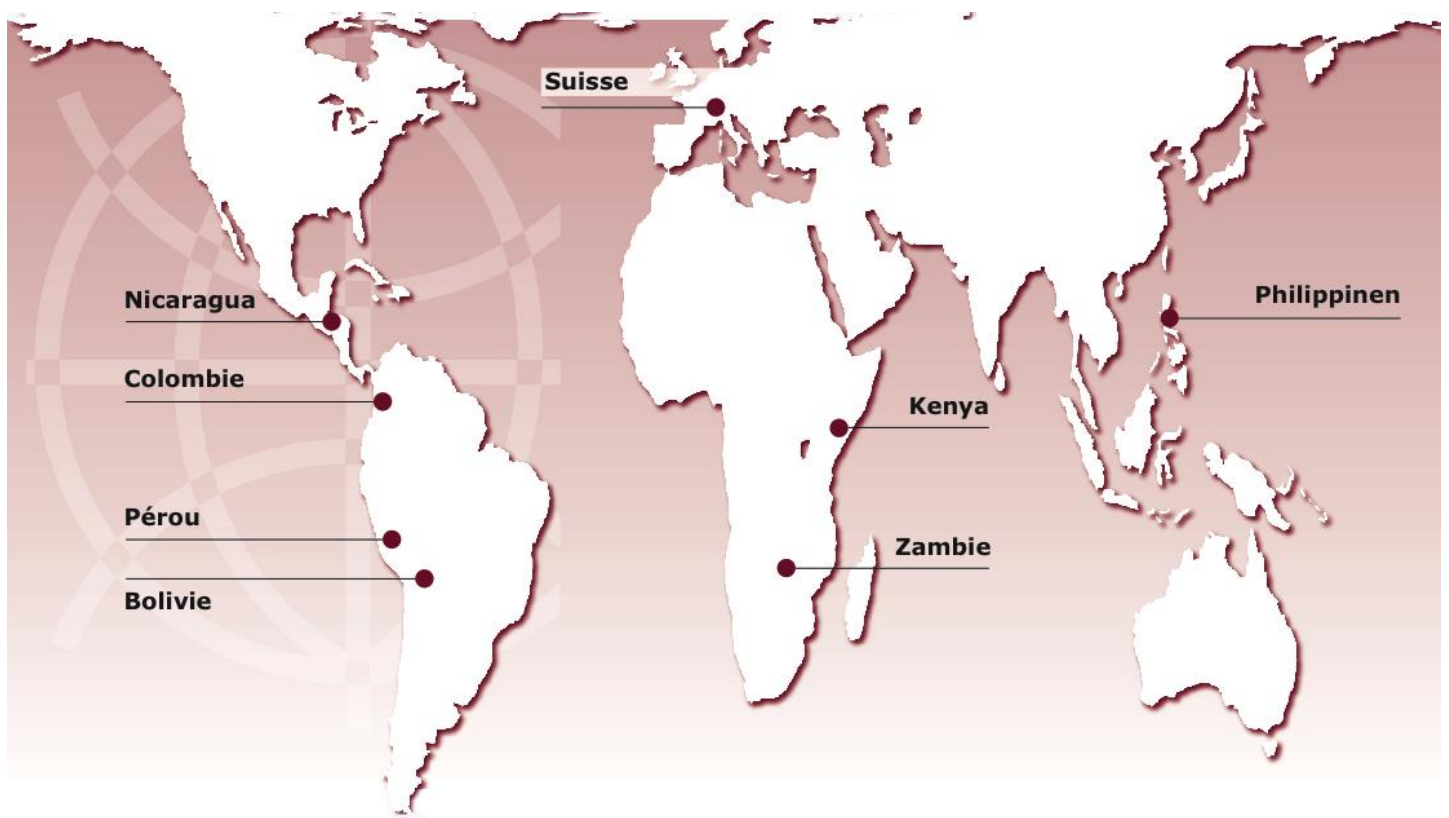 Suisse
Nicaragua
Philippinen
Colombie
Kenya
Pérou
Zambie
Bolivie